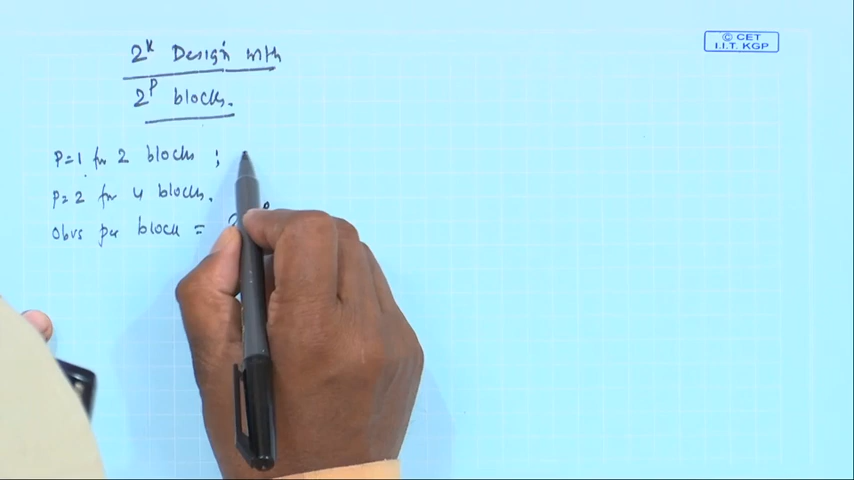 2^k Design with
2^p blocks.
P=1 for 2 blocks ;
P=2 for 4 blocks.
Obvs per block =
© CET
I.I.T. KGP